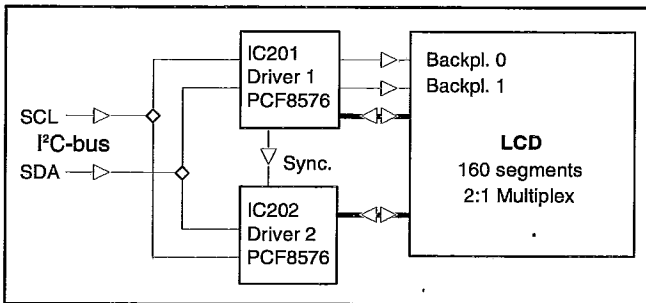 SCL
I²C-bus
SDA
IC201
Driver 1
PCF8576
Sync.
IC202
Driver 2
PCF8576
Backpl. 0
Backpl. 1
LCD
160 segments
2:1 Multiplex